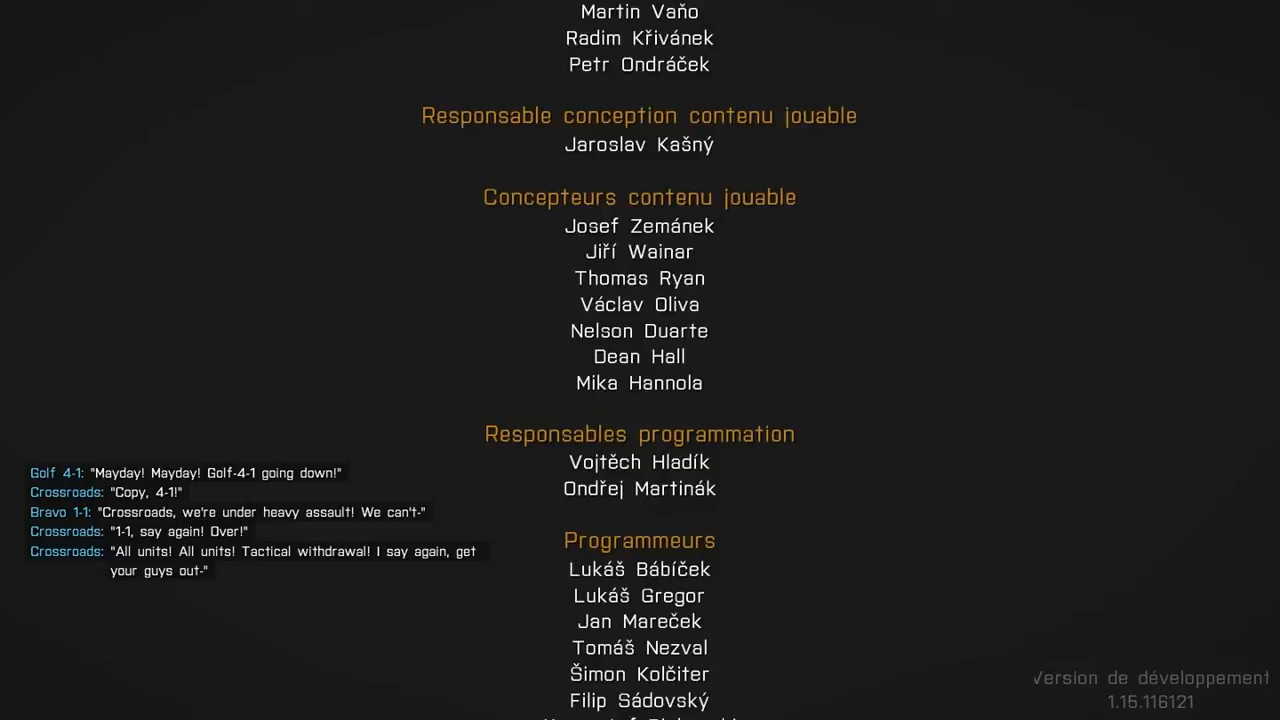 Martin Vaňo
Radim Křivánek
Petr Ondráček
Responsable conception contenu jouable
Jaroslav Kašný
Concepteurs contenu jouable
Josef Zemánek
Jiří Wainar
Thomas Ryan
Václav Oliva
Nelson Duarte
Dean Hall
Mika Hannola
Responsables programmation
Vojtěch Hladík
Ondřej Martinák
Programmeurs
Lukáš Bábíček
Lukáš Gregor
Jan Mareček
Tomáš Nezval
Šimon Kolčiter
Filip Sádovský
Golf 4-1: "Mayday! Mayday! Golf-4-1 going down!"
Crossroads: "Copy, 4-1!"
Bravo 1-1: "Crossroads, we're under heavy assault! We can't-"
Crossroads: "1-1, say again! Over!"
Crossroads: "All units! All units! Tactical withdrawal! I say again, get
your guys out-"
Version de développement
1.15.116121